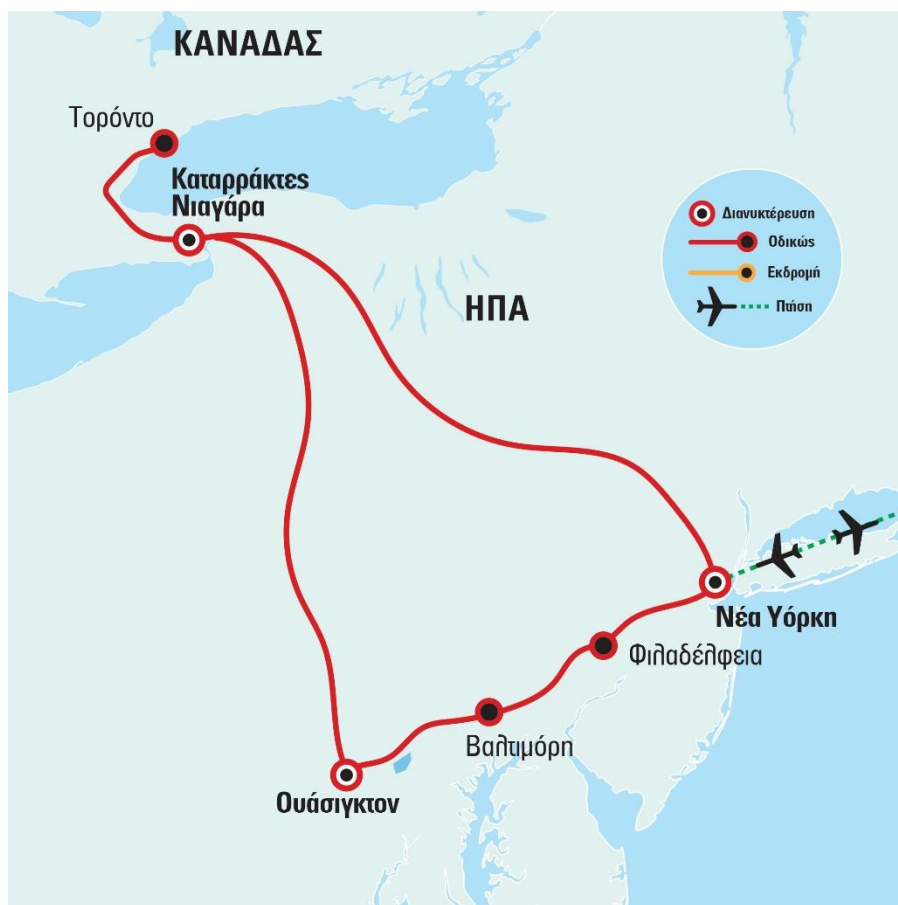 ΚΑΝΑΔΑΣ
Τορόντο
Καταρράκτες
Νιαγάρα
Διανυκτέρευση
Οδικώς
Εκδρομή
Πτήση
ΗΠΑ
Νέα Υόρκη
Φιλαδέλφεια
Βαλτιμόρη
Ουάσιγκτον